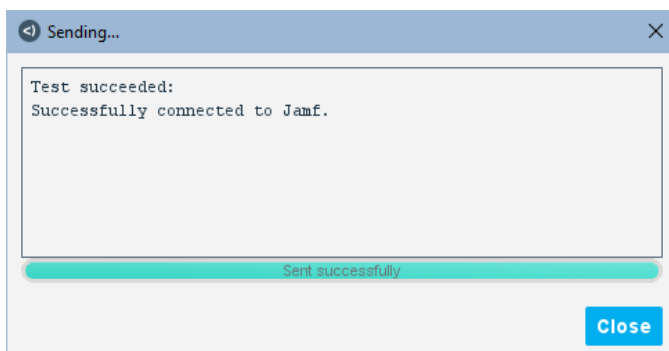 Sending...
Test succeeded:
Successfully connected to Jamf.
Sent successfully
Close